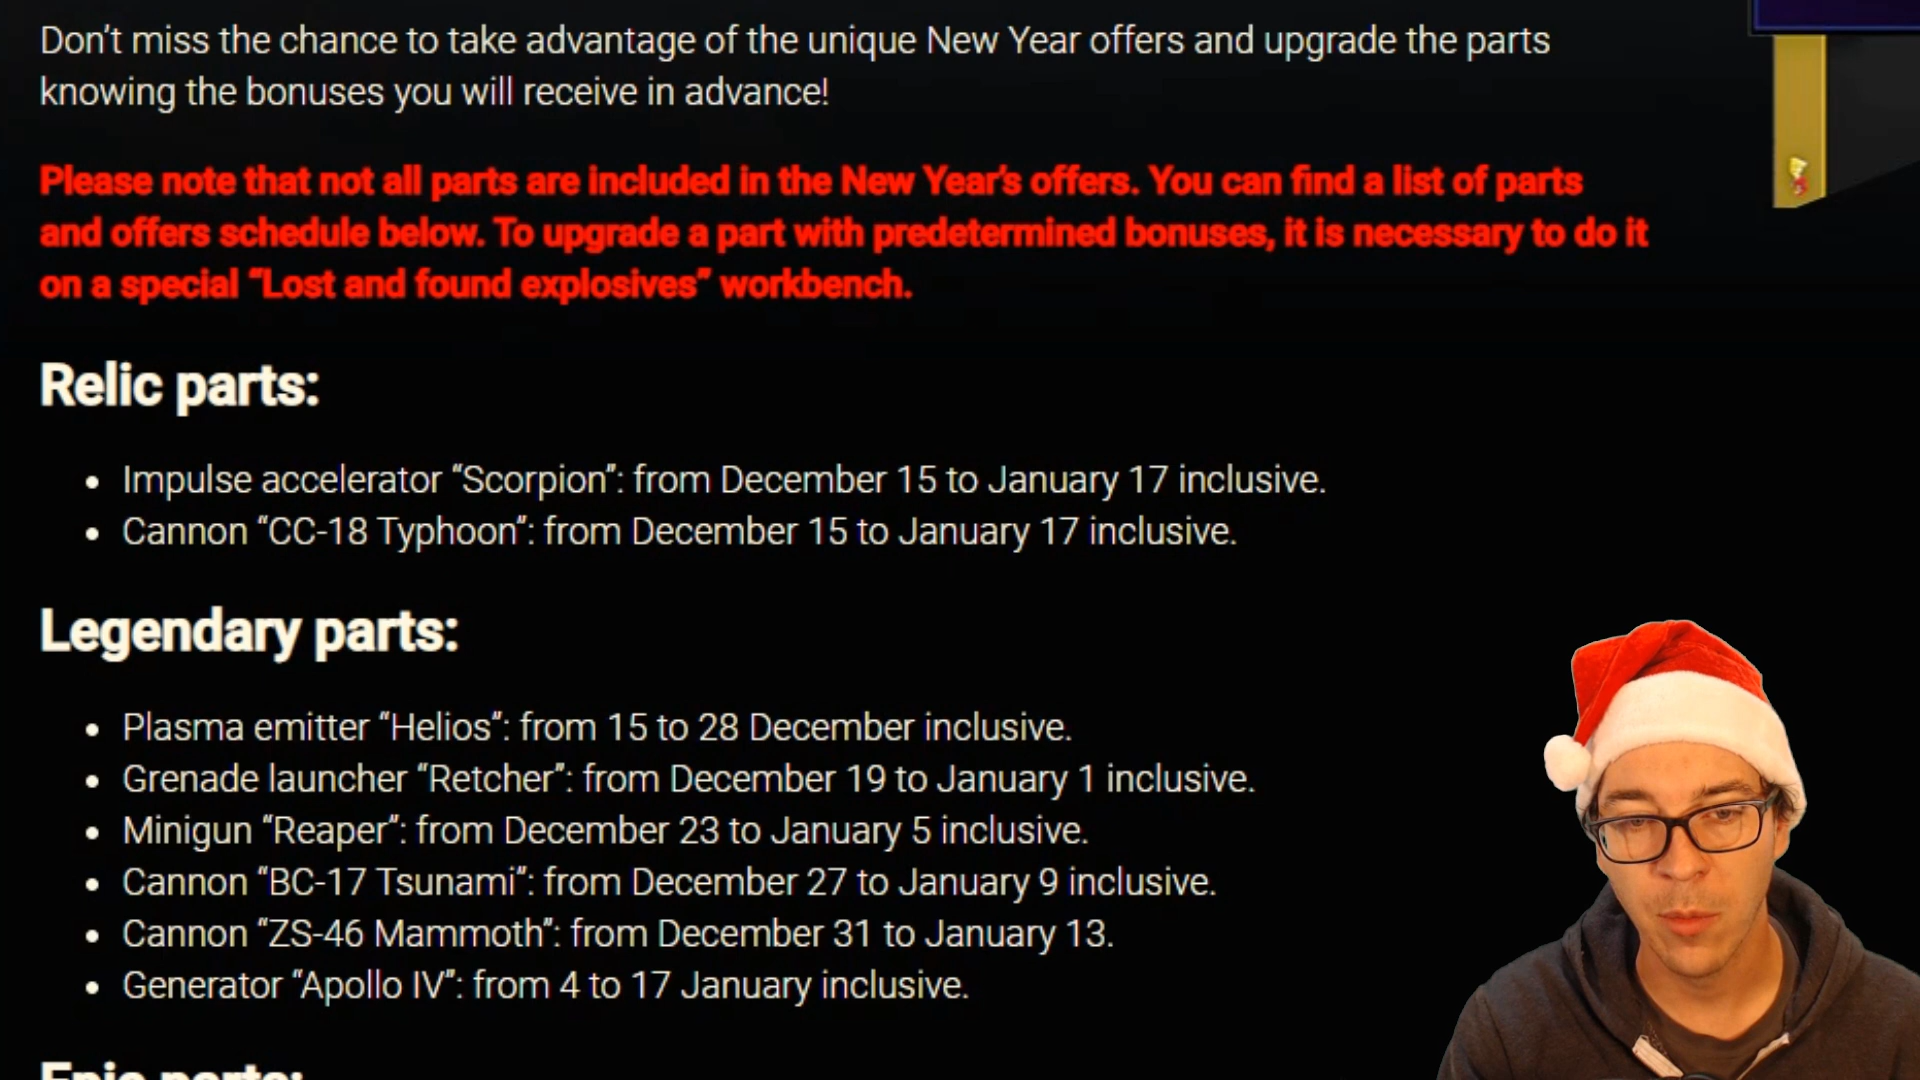 Don't miss the chance to take advantage of the unique New Year offers and upgrade the parts
knowing the bonuses you will receive in advance!
Please note that not all parts are included in the New Year's offers. You can find a list of parts
and offers schedule below. To upgrade a part with predetermined bonuses, it is necessary to do it
on a special “Lost and found explosives” workbench.
Relic parts:
• Impulse accelerator “Scorpion”: from December 15 to January 17 inclusive.
• Cannon “CC-18 Typhoon”: from December 15 to January 17 inclusive.
Legendary parts:
• Plasma emitter “Helios”: from 15 to 28 December inclusive.
• Grenade launcher “Retcher”: from December 19 to January 1 inclusive.
• Minigun “Reaper”: from December 23 to January 5 inclusive.
• Cannon “BC-17 Tsunami”: from December 27 to January 9 inclusive.
• Cannon “ZS-46 Mammoth”: from December 31 to January 13.
• Generator “Apollo IV”: from 4 to 17 January inclusive.
Epic parts: